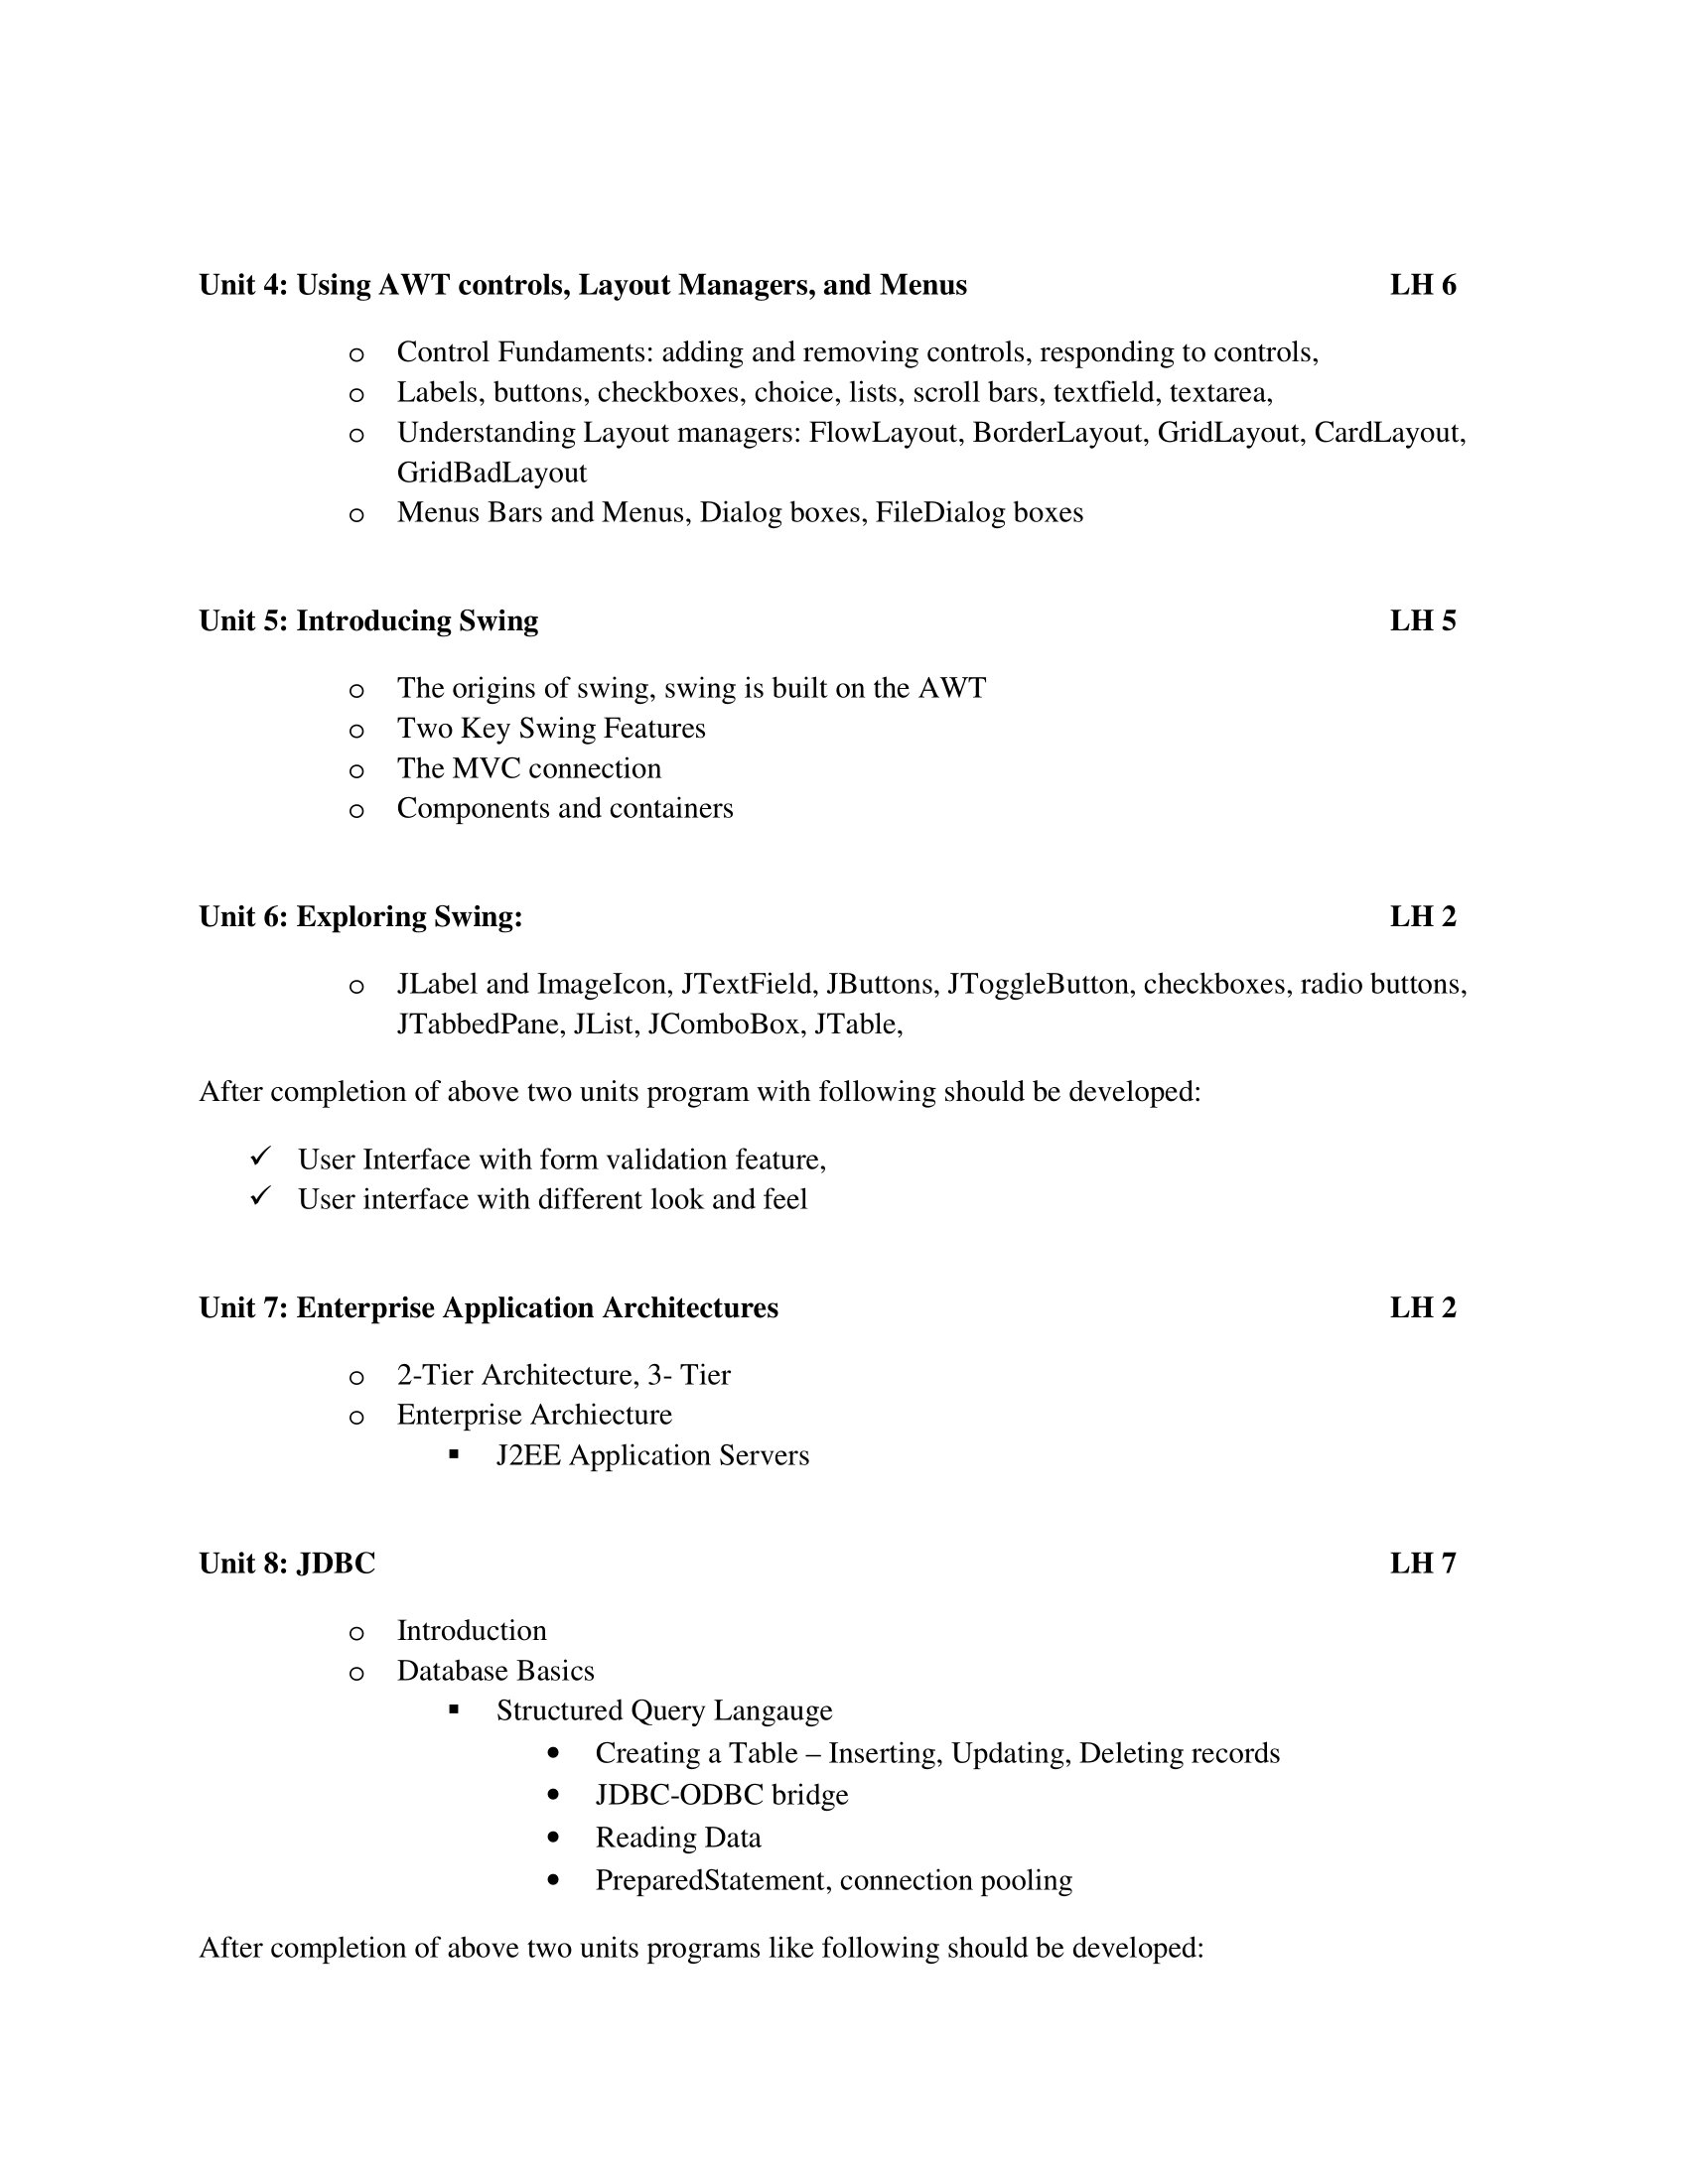 Unit 4: Using AWT controls, Layout Managers, and Menus LH 6
o Control Fundaments: adding and removing controls, responding to controls,
o Labels, buttons, checkboxes, choice, lists, scroll bars, textfield, textarea,
o Understanding Layout managers: FlowLayout, BorderLayout, GridLayout, CardLayout,
GridBadLayout
o Menus Bars and Menus, Dialog boxes, FileDialog boxes
Unit 5: Introducing Swing LH 5
o The origins of swing, swing is built on the AWT
o Two Key Swing Features
o The MVC connection
o Components and containers
Unit 6: Exploring Swing: LH 2
o JLabel and ImageIcon, JTextField, JButtons, JToggleButton, checkboxes, radio buttons,
JTabbedPane, JList, JComboBox, JTable,
After completion of above two units program with following should be developed:
✓ User Interface with form validation feature,
✓ User interface with different look and feel
Unit 7: Enterprise Application Architectures LH 2
o 2-Tier Architecture, 3- Tier
o Enterprise Archiecture
▪ J2EE Application Servers
Unit 8: JDBC LH 7
o Introduction
o Database Basics
▪ Structured Query Langauge
• Creating a Table – Inserting, Updating, Deleting records
• JDBC-ODBC bridge
• Reading Data
• PreparedStatement, connection pooling
After completion of above two units programs like following should be developed: